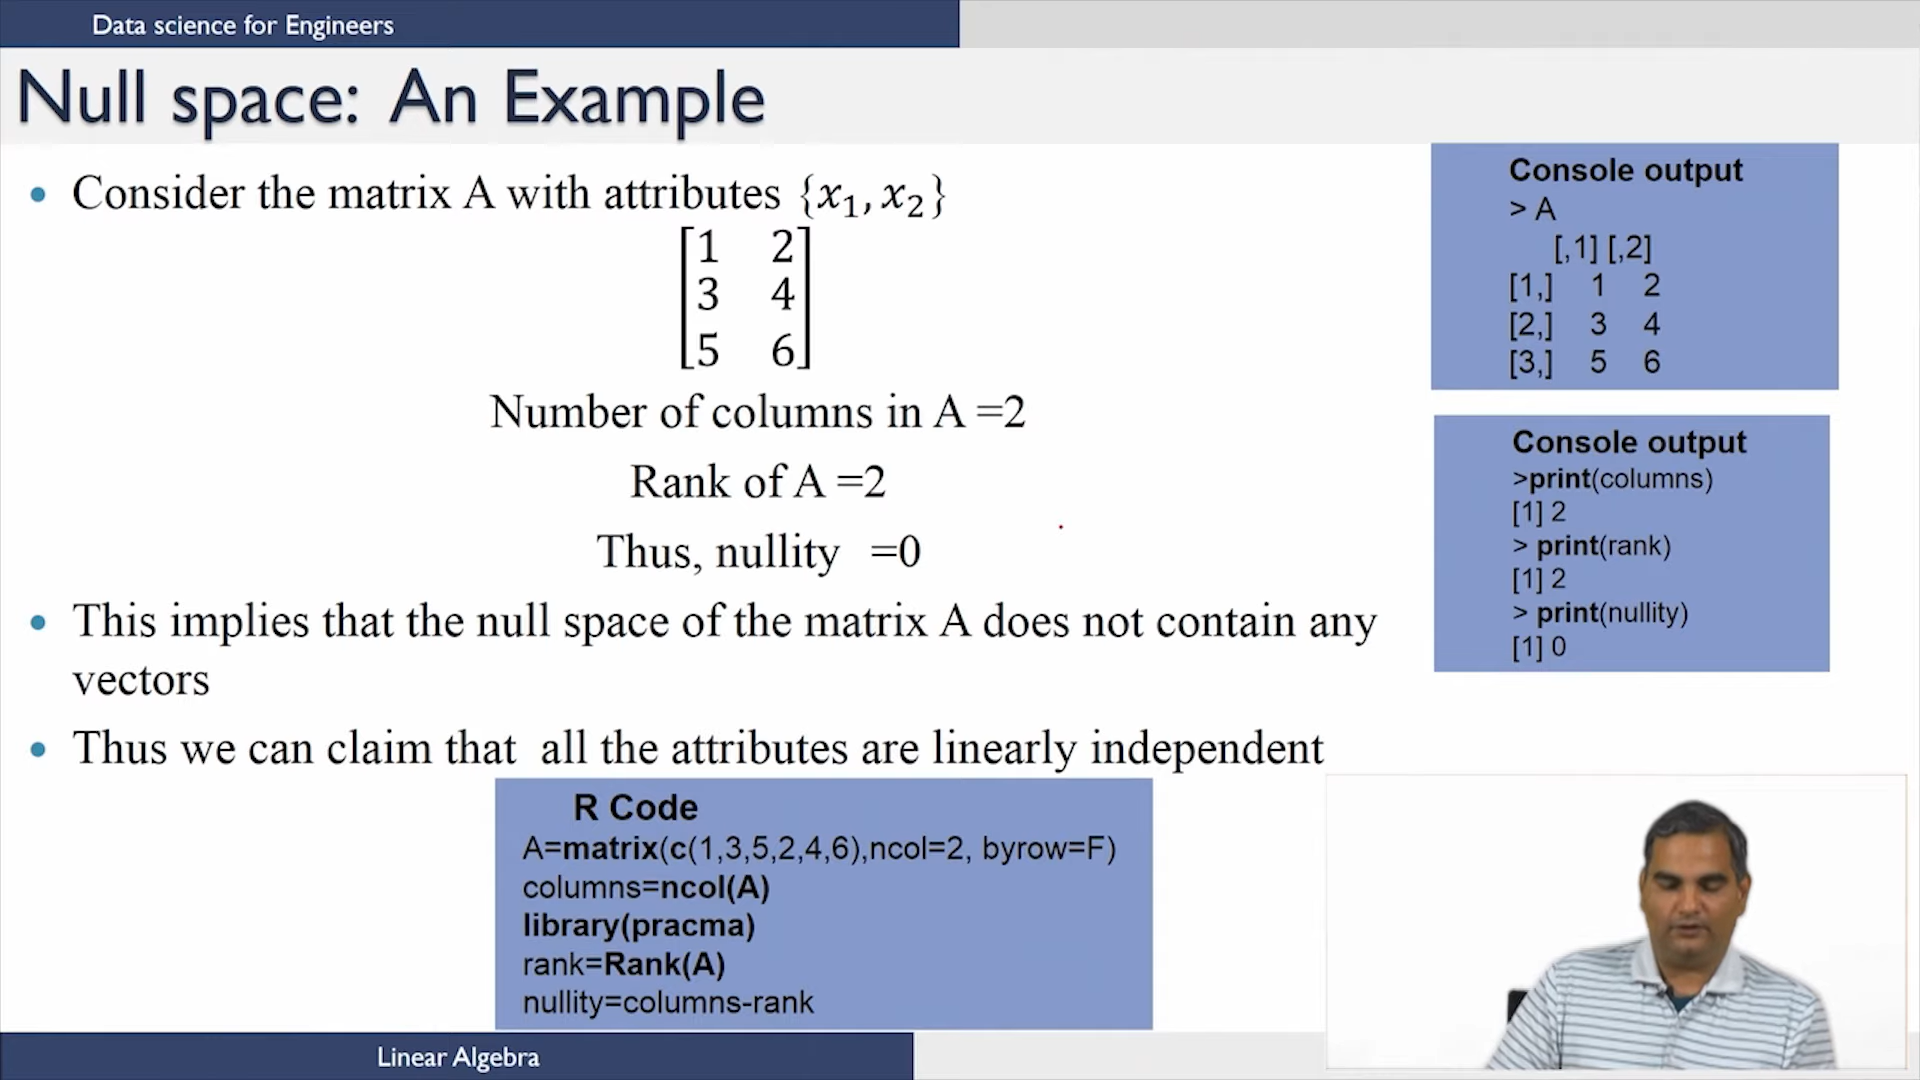 Data science for Engineers
Null space: An Example
• Consider the matrix A with attributes {x₁, x₂}
[1 2
3 4
5 6]
Number of columns in A =2
Rank of A =2
Thus, nullity =0
• This implies that the null space of the matrix A does not contain any
vectors
• Thus we can claim that all the attributes are linearly independent
R Code
A=matrix(c(1,3,5,2,4,6),ncol=2, byrow=F)
columns=ncol(A)
library(pracma)
rank=Rank(A)
nullity=columns-rank
Console output
> A
[,1] [,2]
[1,] 1 2
[2,] 3 4
[3,] 5 6
Console output
>print(columns)
[1] 2
> print(rank)
[1] 2
> print(nullity)
[1] 0
Linear Algebra